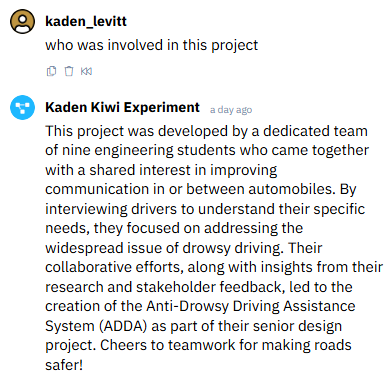 kaden_levitt
who was involved in this project
Kaden Kiwi Experiment a day ago
This project was developed by a dedicated team
of nine engineering students who came together
with a shared interest in improving
communication in or between automobiles. By
interviewing drivers to understand their specific
needs, they focused on addressing the
widespread issue of drowsy driving. Their
collaborative efforts, along with insights from their
research and stakeholder feedback, led to the
creation of the Anti-Drowsy Driving Assistance
System (ADDA) as part of their senior design
project. Cheers to teamwork for making roads
safer!